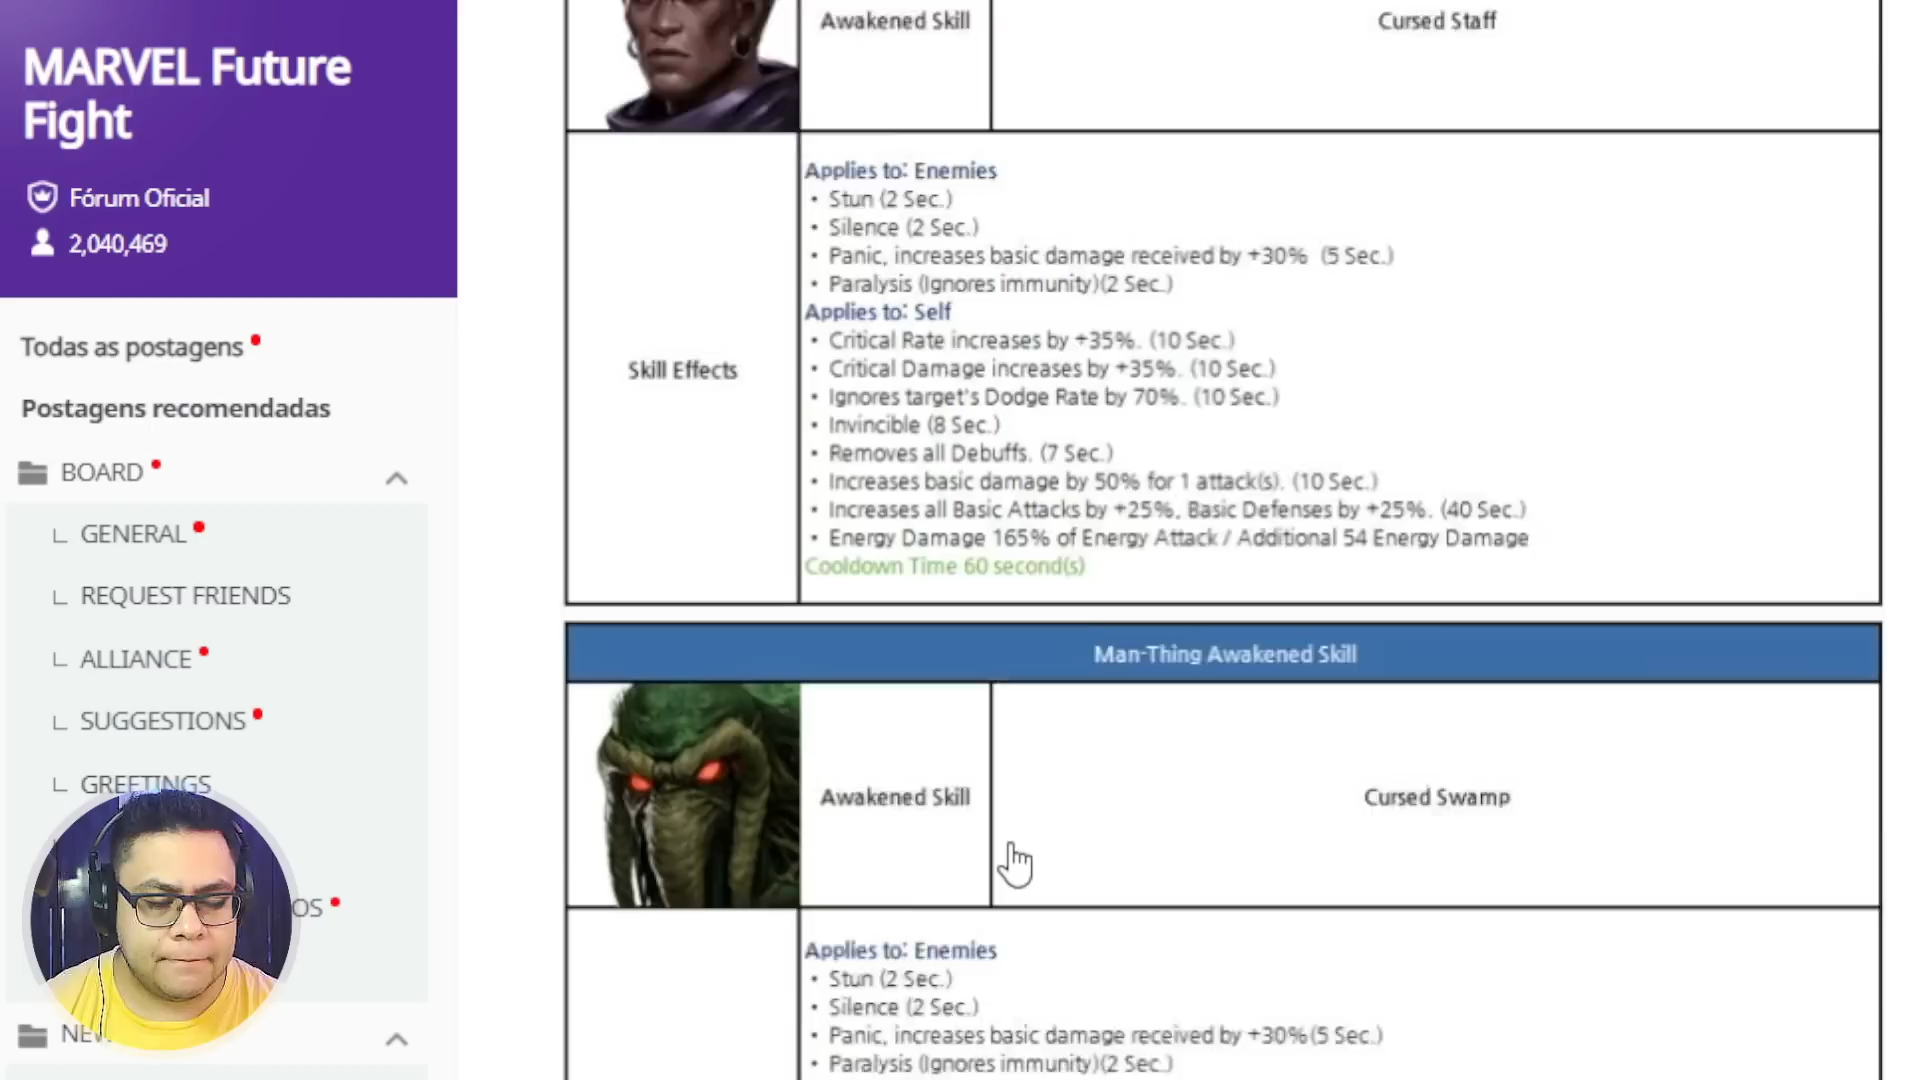 MARVEL Future
Fight
Fórum Oficial
2,040,469
Todas as postagens
Postagens recomendadas
BOARD
GENERAL
REQUEST FRIENDS
ALLIANCE
SUGGESTIONS
GREETINGS
OS
Awakened Skill
Cursed Staff
Skill Effects
Applies to: Enemies
• Stun (2 Sec.)
• Silence (2 Sec.)
• Panic, increases basic damage received by +30% (5 Sec.)
• Paralysis (Ignores immunity)(2 Sec.)
Applies to: Self
• Critical Rate increases by +35%. (10 Sec.)
• Critical Damage increases by +35%. (10 Sec.)
• Ignores target's Dodge Rate by 70%. (10 Sec.)
• Invincible (8 Sec.)
• Removes all Debuffs. (7 Sec.)
• Increases basic damage by 50% for 1 attack(s). (10 Sec.)
• Increases all Basic Attacks by +25%, Basic Defenses by +25%. (40 Sec.)
• Energy Damage 165% of Energy Attack / Additional 54 Energy Damage
Cooldown Time 60 second(s)
Man-Thing Awakened Skill
Awakened Skill
Cursed Swamp
Applies to: Enemies
• Stun (2 Sec.)
• Silence (2 Sec.)
• Panic, increases basic damage received by +30%(5 Sec.)
• Paralysis (Ignores immunity)(2 Sec.)